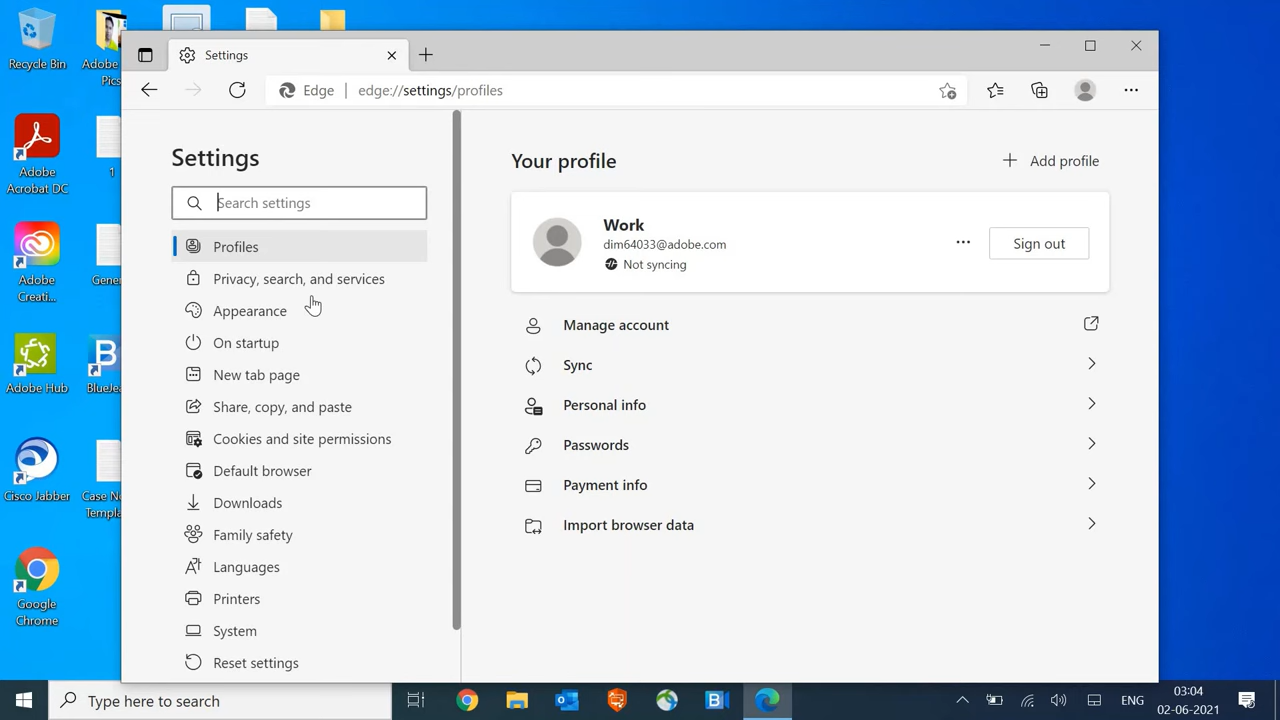 Recycle Bin
Adobe
Pics
Adobe
Acrobat DC
1
Adobe
Creati...
Gener
Adobe Hub
BlueJea
Cisco Jabber
Case No
Templa
Google
Chrome
Settings
Edge
edge://settings/profiles
Settings
Search settings
Profiles
Privacy, search, and services
Appearance
On startup
New tab page
Share, copy, and paste
Cookies and site permissions
Default browser
Downloads
Family safety
Languages
Printers
System
Reset settings
Your profile
Add profile
Work
dim64033@adobe.com
Not syncing
Sign out
Manage account
Sync
Personal info
Passwords
Payment info
Import browser data
Type here to search
ENG
03:04
02-06-2021